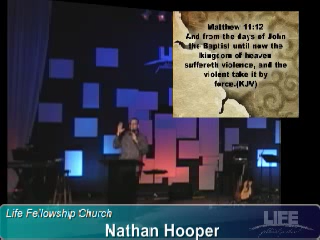 Matthew 11:12
And from the days of John
the Baptist until now the
kingdom of heaven
suffereth violence, and the
violent take it by
force.(KJV)
Life Fellowship Church
LIFE
Nathan Hooper